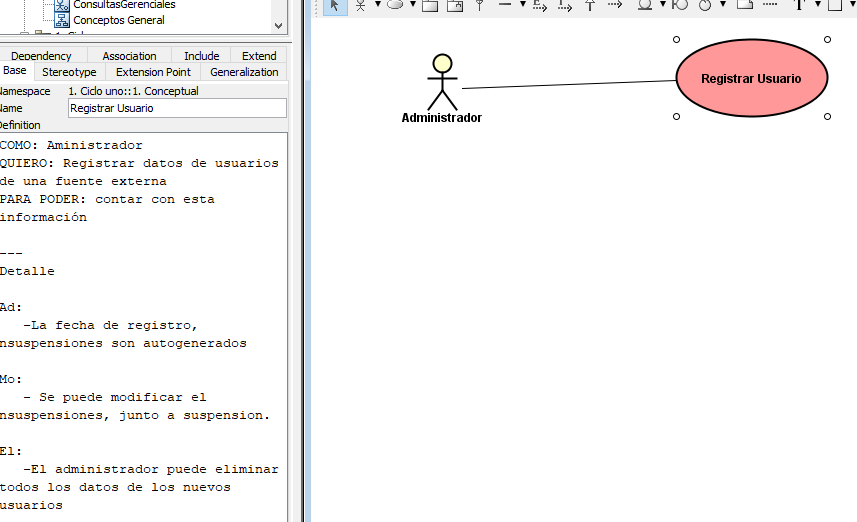 ConsultasGerenciales
Conceptos General
Dependency Association Include Extend
Base Stereotype Extension Point Generalization
Namespace 1. Ciclo uno::1. Conceptual
Name Registrar Usuario
Definition
COMO: Aministrador
QUIERO: Registrar datos de usuarios
de una fuente externa
PARA PODER: contar con esta
información
---
Detalle
Ad:
-La fecha de registro,
nsuspensiones son autogenerados
Mo:
- Se puede modificar el
nsuspensiones, junto a suspension.
El:
-El administrador puede eliminar
todos los datos de los nuevos
usuarios
T
Administrador
Registrar Usuario